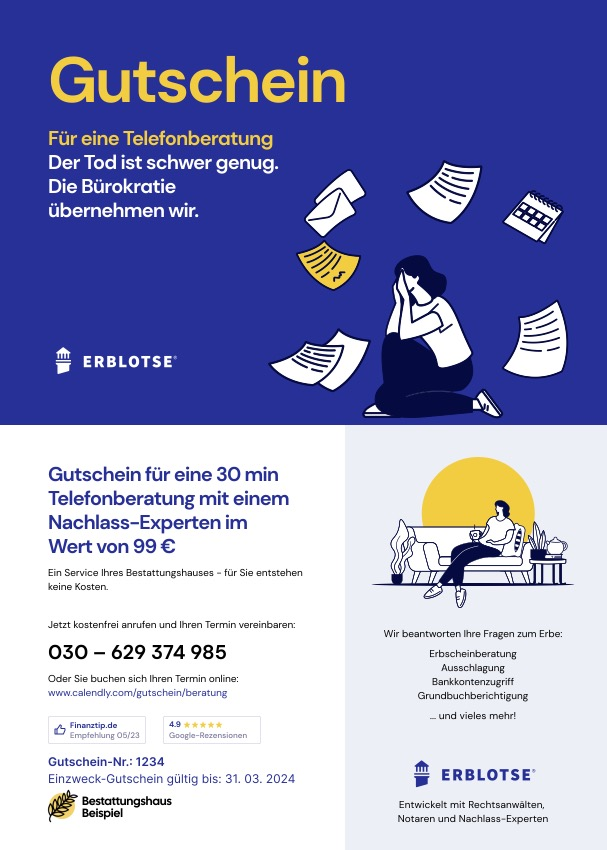 Gutschein
Für eine Telefonberatung
Der Tod ist schwer genug.
Die Bürokratie
übernehmen wir.
ERBLOTSE®
Gutschein für eine 30 min
Telefonberatung mit einem
Nachlass-Experten im
Wert von 99 €
Ein Service Ihres Bestattungshauses – für Sie entstehen
keine Kosten.
Jetzt kostenfrei anrufen und Ihren Termin vereinbaren:
030 – 629 374 985
Oder Sie buchen sich Ihren Termin online:
www.calendly.com/gutschein/beratung
Finanztip.de
Empfehlung 05/23
4.9 ★★★★★
Google-Rezensionen
Gutschein-Nr.: 1234
Einzweck-Gutschein gültig bis: 31. 03. 2024
Bestattungshaus
Beispiel
Wir beantworten Ihre Fragen zum Erbe:
Erbscheinberatung
Ausschlagung
Bankkontenzugriff
Grundbuchberichtigung
... und vieles mehr!
ERBLOTSE®
Entwickelt mit Rechtsanwälten,
Notaren und Nachlass-Experten